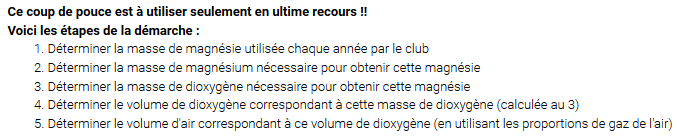 Ce coup de pouce est à utiliser seulement en ultime recours !!
Voici les étapes de la démarche :
1. Déterminer la masse de magnésie utilisée chaque année par le club
2. Déterminer la masse de magnésium nécessaire pour obtenir cette magnésie
3. Déterminer la masse de dioxygène nécessaire pour obtenir cette magnésie
4. Déterminer le volume de dioxygène correspondant à cette masse de dioxygène (calculée au 3)
5. Déterminer le volume d'air correspondant à ce volume de dioxygène (en utilisant les proportions de gaz de l'air)